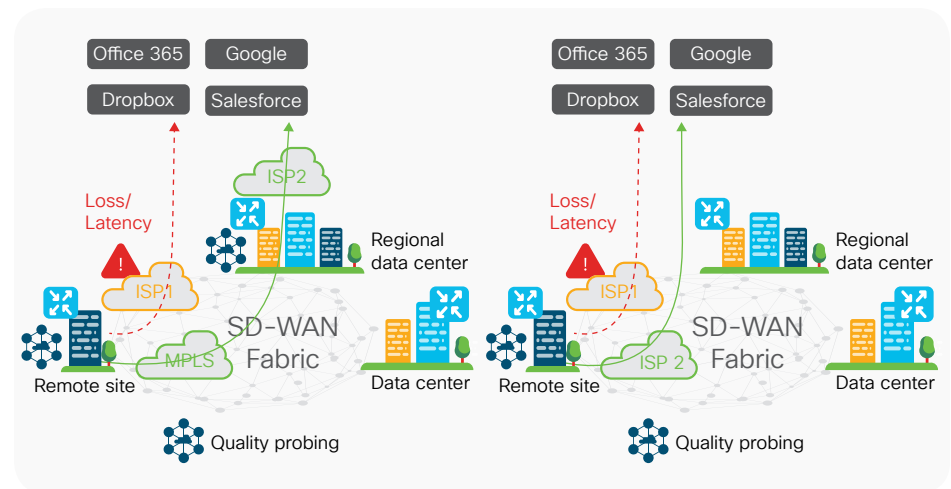 Office 365
Google
Dropbox
Salesforce
ISP2
Loss/
Latency
!
ISP1
Regional
data center
SD-WAN
Fabric
MPLS
Remote site
Data center
Quality probing
Office 365
Google
Dropbox
Salesforce
Loss/
Latency
!
ISP1
Regional
data center
SD-WAN
Fabric
ISP 2
Remote site
Data center
Quality probing